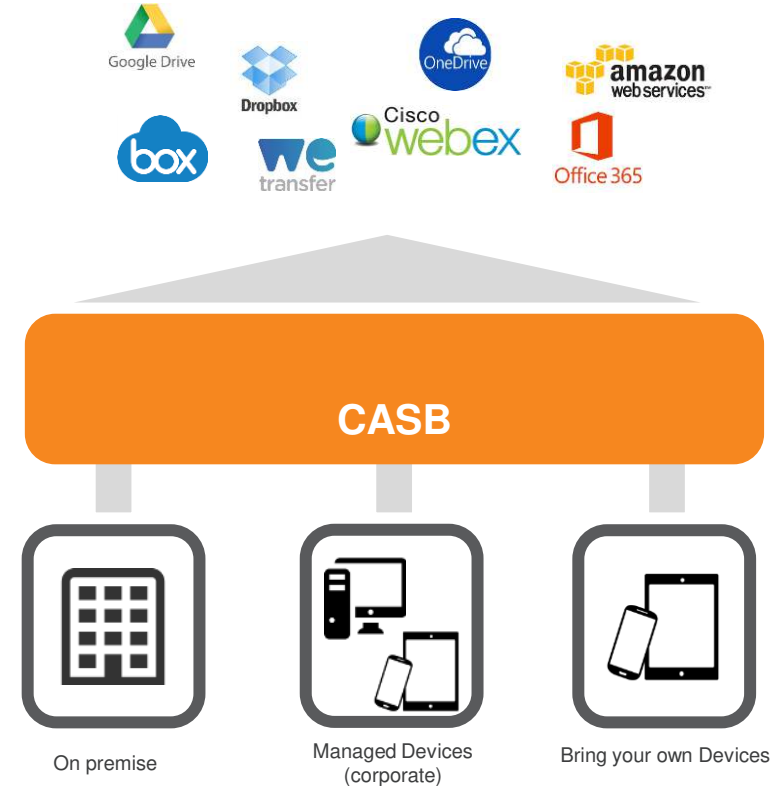 Google Drive
Dropbox
OneDrive
amazon
web services™
box
we
transfer
Cisco
webex
Office 365
CASB
On premise
Managed Devices
(corporate)
Bring your own Devices